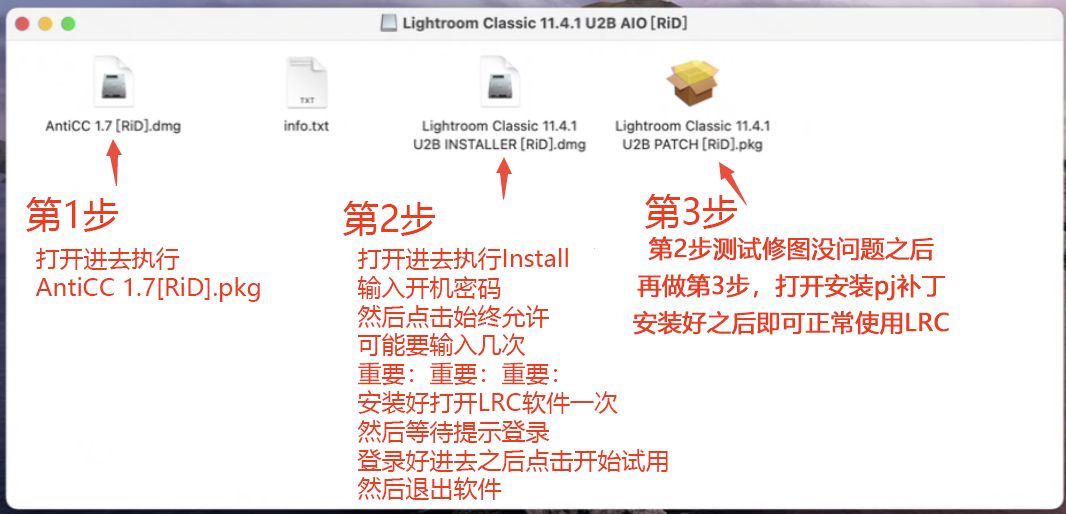 Lightroom Classic 11.4.1 U2B AIO [RiD]
AntiCC 1.7 [RiD].dmg
TXT
info.txt
Lightroom Classic 11.4.1
U2B INSTALLER [RiD].dmg
Lightroom Classic 11.4.1
U2B PATCH [RiD].pkg
第1步
打开进去执行
AntiCC 1.7[RiD].pkg
第2步
打开进去执行Install
输入开机密码
然后点击始终允许
可能要输入几次
重要：重要：重要：
安装好打开LRC软件一次
然后等待提示登录
登录好进去之后点击开始试用
然后退出软件
第3步
第2步测试修图没问题之后
再做第3步，打开安装pj补丁
安装好之后即可正常使用LRC